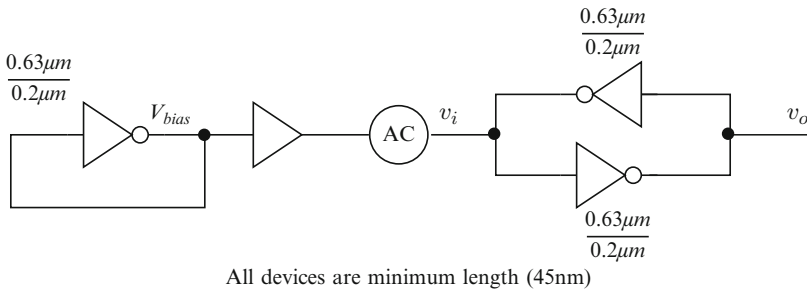 0.63μm
0.2μm
V_bias
AC
v_i
0.63μm
0.2μm
v_o
0.63μm
0.2μm
All devices are minimum length (45nm)